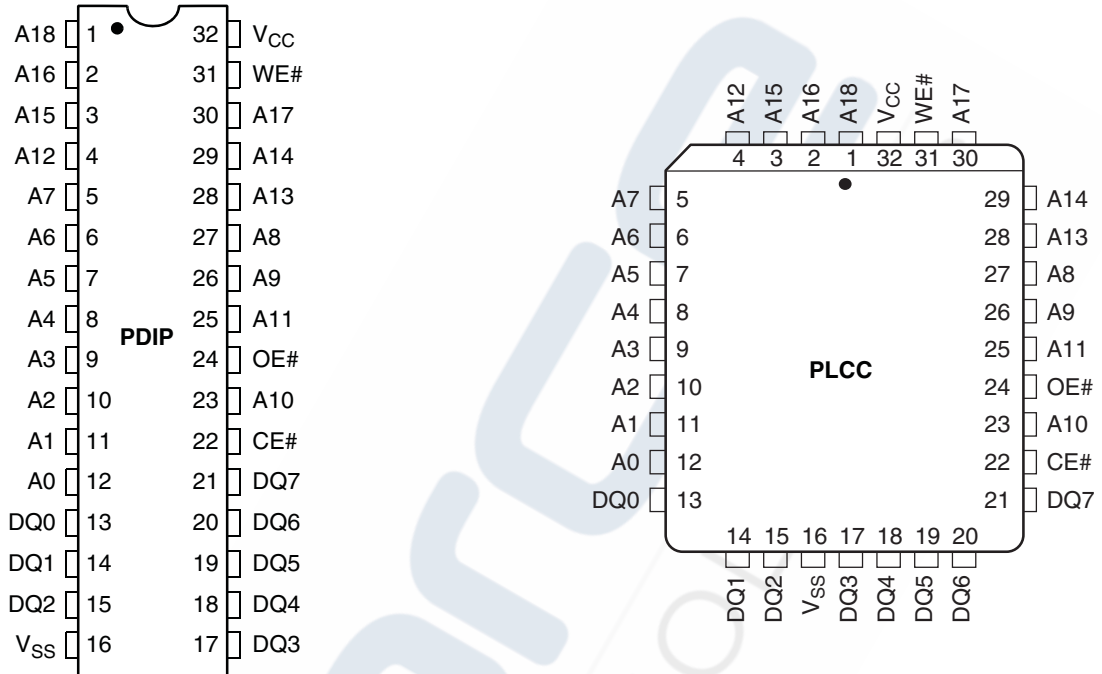 A18 1 32 VCC
A16 2 31 WE#
A15 3 30 A17
A12 4 29 A14
A7 5 28 A13
A6 6 27 A8
A5 7 26 A9
A4 8 25 A11
PDIP
A3 9 24 OE#
A2 10 23 A10
A1 11 22 CE#
A0 12 21 DQ7
DQ0 13 20 DQ6
DQ1 14 19 DQ5
DQ2 15 18 DQ4
VSS 16 17 DQ3
A12 A15 A16 A18 VCC WE# A17
4 3 2 1 32 31 30
A7 5 29 A14
A6 6 28 A13
A5 7 27 A8
A4 8 26 A9
A3 9 25 A11
PLCC
A2 10 24 OE#
A1 11 23 A10
A0 12 22 CE#
DQ0 13 21 DQ7
14 15 16 17 18 19 20
DQ1 DQ2 VSS DQ3 DQ4 DQ5 DQ6